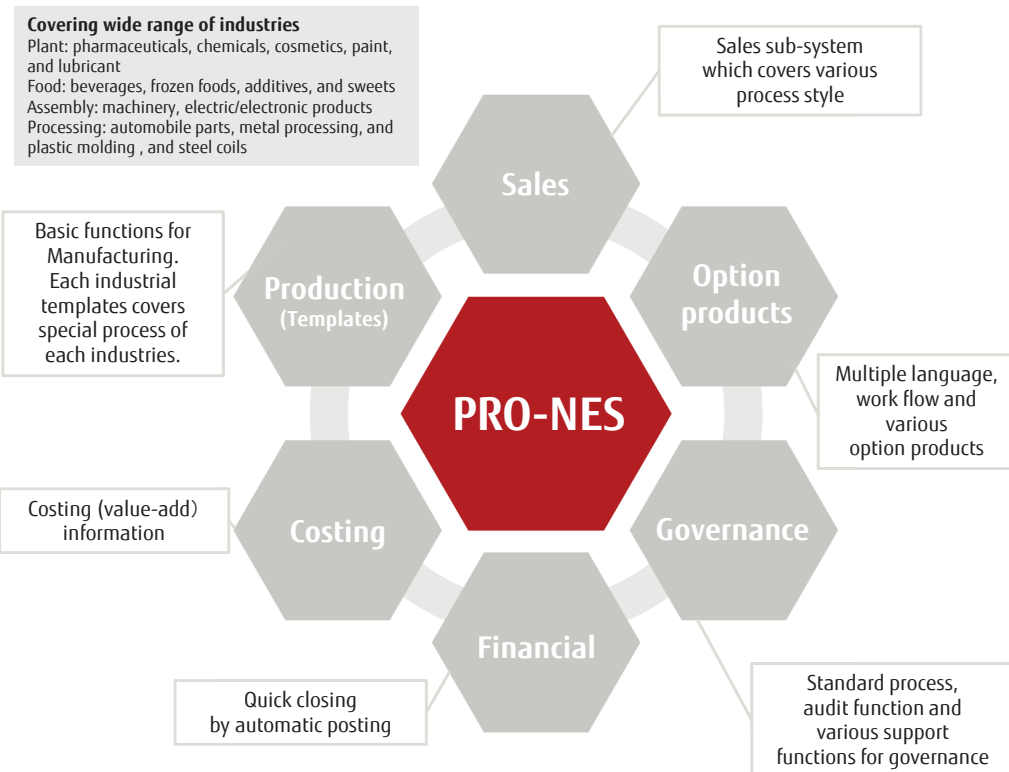 Covering wide range of industries
Plant: pharmaceuticals, chemicals, cosmetics, paint,
and lubricant
Food: beverages, frozen foods, additives, and sweets
Assembly: machinery, electric/electronic products
Processing: automobile parts, metal processing, and
plastic molding , and steel coils
Sales sub-system
which covers various
process style
Sales
Basic functions for
Manufacturing.
Each industrial
templates covers
special process of
each industries.
Production
(Templates)
Option
products
PRO-NES
Multiple language,
work flow and
various
option products
Costing (value-add）
information
Costing
Governance
Financial
Quick closing
by automatic posting
Standard process,
audit function and
various support
functions for governance